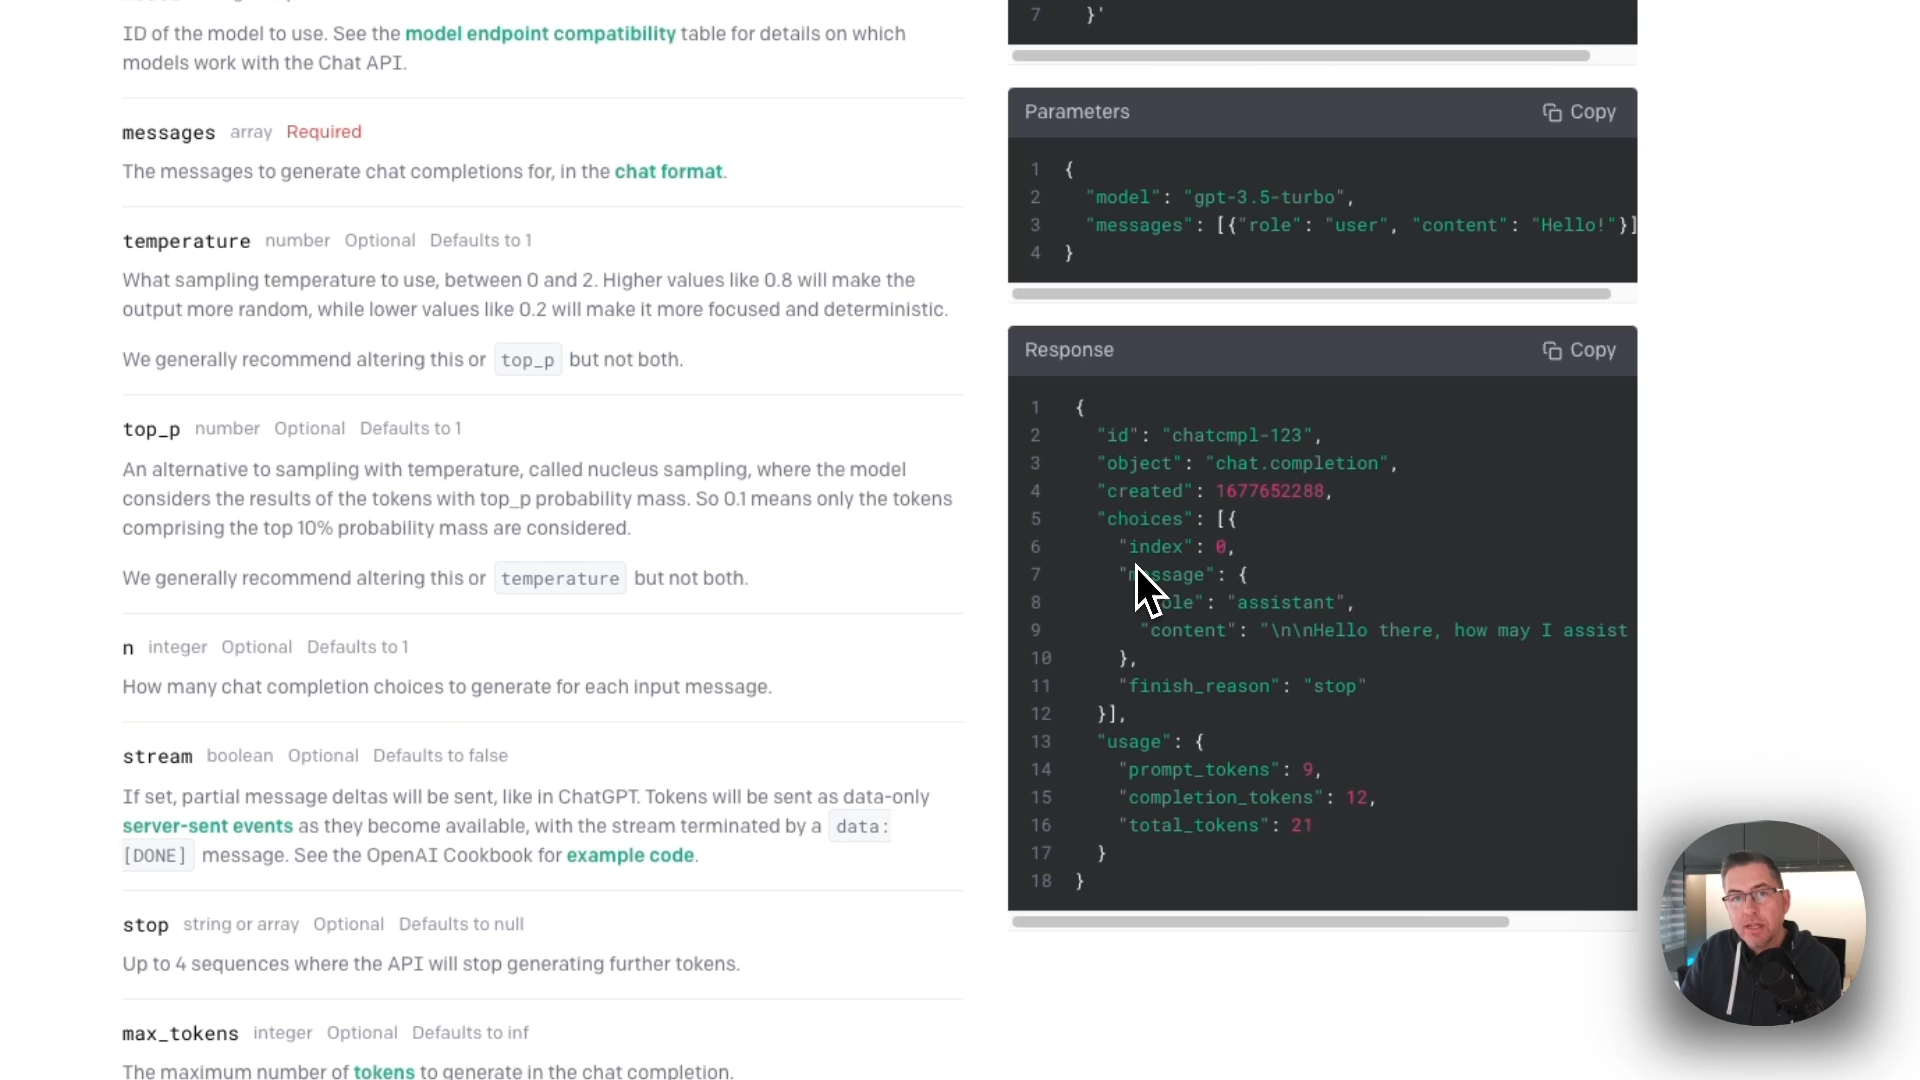 ID of the model to use. See the model endpoint compatibility table for details on which
models work with the Chat API.
messages array Required
The messages to generate chat completions for, in the chat format.
temperature number Optional Defaults to 1
What sampling temperature to use, between 0 and 2. Higher values like 0.8 will make the
output more random, while lower values like 0.2 will make it more focused and deterministic.
We generally recommend altering this or top_p but not both.
top_p number Optional Defaults to 1
An alternative to sampling with temperature, called nucleus sampling, where the model
considers the results of the tokens with top_p probability mass. So 0.1 means only the tokens
comprising the top 10% probability mass are considered.
We generally recommend altering this or temperature but not both.
n integer Optional Defaults to 1
How many chat completion choices to generate for each input message.
stream boolean Optional Defaults to false
If set, partial message deltas will be sent, like in ChatGPT. Tokens will be sent as data-only
server-sent events as they become available, with the stream terminated by a data:
[DONE] message. See the OpenAI Cookbook for example code.
stop string or array Optional Defaults to null
Up to 4 sequences where the API will stop generating further tokens.
max_tokens integer Optional Defaults to inf
The maximum number of tokens to generate in the chat completion.
7 }'
Parameters Copy
1 {
2 "model": "gpt-3.5-turbo",
3 "messages": [{"role": "user", "content": "Hello!"}]
4 }
Response Copy
1 {
2 "id": "chatcmpl-123",
3 "object": "chat.completion",
4 "created": 1677652288,
5 "choices": [{
6 "index": 0,
7 "message": {
8 "role": "assistant",
9 "content": "\n\nHello there, how may I assist
10 },
11 "finish_reason": "stop"
12 }],
13 "usage": {
14 "prompt_tokens": 9,
15 "completion_tokens": 12,
16 "total_tokens": 21
17 }
18 }